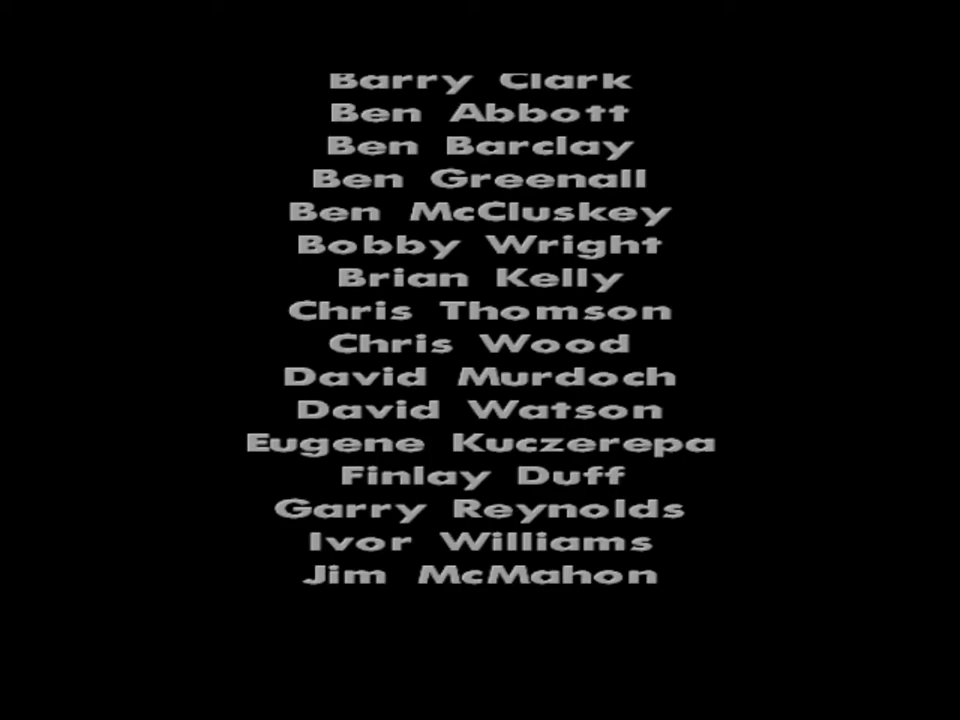 Barry Clark
Ben Abbott
Ben Barclay
Ben Greenall
Ben McCluskey
Bobby Wright
Brian Kelly
Chris Thomson
Chris Wood
David Murdoch
David Watson
Eugene Kuczerepa
Finlay Duff
Garry Reynolds
Ivor Williams
Jim McMahon